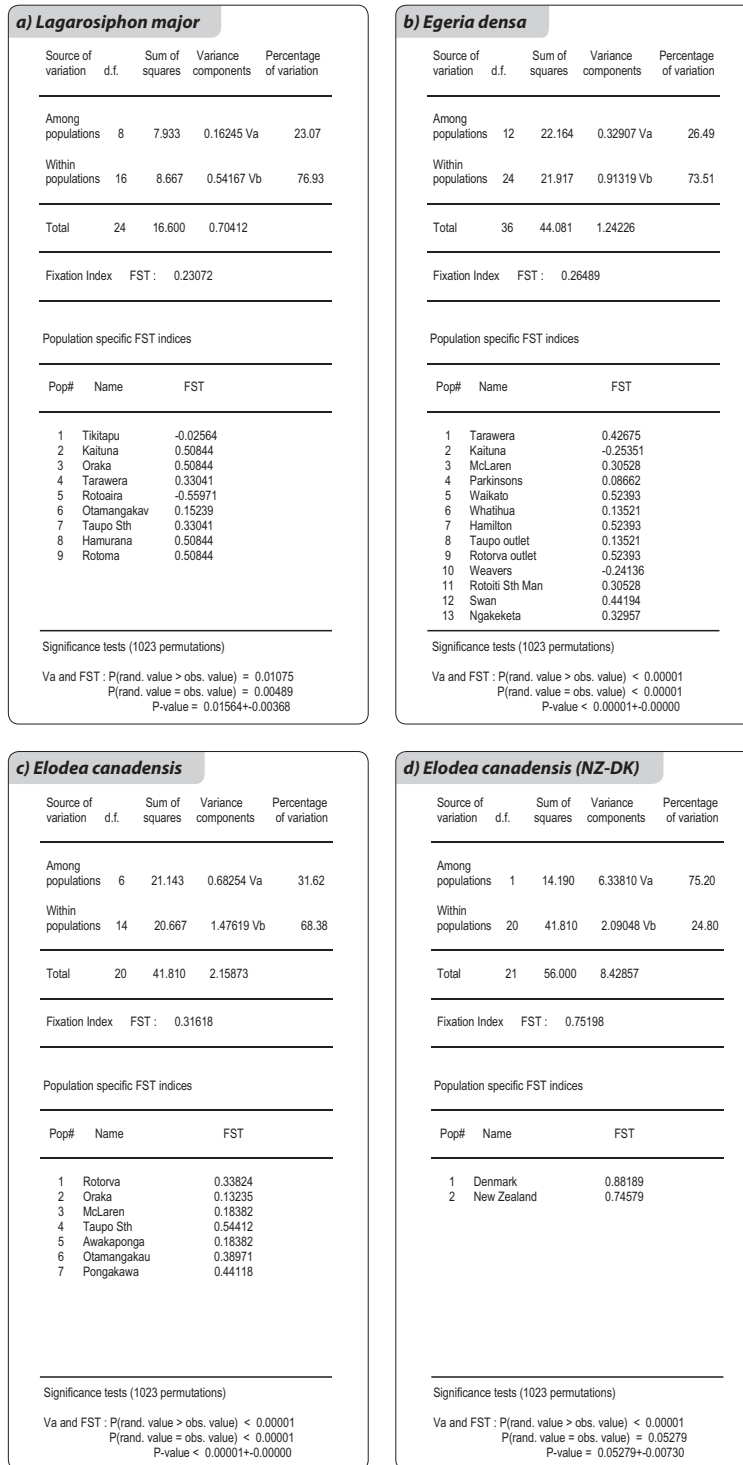 a) Lagarosiphon major
Source of Sum of Variance Percentage
variation d.f. squares components of variation
Among
populations 8 7.933 0.16245 Va 23.07
Within
populations 16 8.667 0.54167 Vb 76.93
Total 24 16.600 0.70412
Fixation Index FST : 0.23072
Population specific FST indices
Pop# Name FST
1 Tikitapu -0.02564
2 Kaituna 0.50844
3 Oraka 0.50844
4 Tarawera 0.33041
5 Rotoaira -0.55971
6 Otamangakav 0.15239
7 Taupo Sth 0.33041
8 Hamurana 0.50844
9 Rotoma 0.50844
Significance tests (1023 permutations)
Va and FST : P(rand. value > obs. value) = 0.01075
P(rand. value = obs. value) = 0.00489
P-value = 0.01564+-0.00368
b) Egeria densa
Source of Sum of Variance Percentage
variation d.f. squares components of variation
Among
populations 12 22.164 0.32907 Va 26.49
Within
populations 24 21.917 0.91319 Vb 73.51
Total 36 44.081 1.24226
Fixation Index FST : 0.26489
Population specific FST indices
Pop# Name FST
1 Tarawera 0.42675
2 Kaituna -0.25351
3 McLaren 0.30528
4 Parkinsons 0.08662
5 Waikato 0.52393
6 Whatihua 0.13521
7 Hamilton 0.52393
8 Taupo outlet 0.13521
9 Rotorva outlet 0.52393
10 Weavers -0.24136
11 Rotoiti Sth Man 0.30528
12 Swan 0.44194
13 Ngakeketa 0.32957
Significance tests (1023 permutations)
Va and FST : P(rand. value > obs. value) < 0.00001
P(rand. value = obs. value) < 0.00001
P-value < 0.00001+-0.00000
c) Elodea canadensis
Source of Sum of Variance Percentage
variation d.f. squares components of variation
Among
populations 6 21.143 0.68254 Va 31.62
Within
populations 14 20.667 1.47619 Vb 68.38
Total 20 41.810 2.15873
Fixation Index FST : 0.31618
Population specific FST indices
Pop# Name FST
1 Rotorva 0.33824
2 Oraka 0.13235
3 McLaren 0.18382
4 Taupo Sth 0.54412
5 Awakaponga 0.18382
6 Otamangakau 0.38971
7 Pongakawa 0.44118
Significance tests (1023 permutations)
Va and FST : P(rand. value > obs. value) < 0.00001
P(rand. value = obs. value) < 0.00001
P-value < 0.00001+-0.00000
d) Elodea canadensis (NZ-DK)
Source of Sum of Variance Percentage
variation d.f. squares components of variation
Among
populations 1 14.190 6.33810 Va 75.20
Within
populations 20 41.810 2.09048 Vb 24.80
Total 21 56.000 8.42857
Fixation Index FST : 0.75198
Population specific FST indices
Pop# Name FST
1 Denmark 0.88189
2 New Zealand 0.74579
Significance tests (1023 permutations)
Va and FST : P(rand. value > obs. value) < 0.00001
P(rand. value = obs. value) = 0.05279
P-value = 0.05279+-0.00730